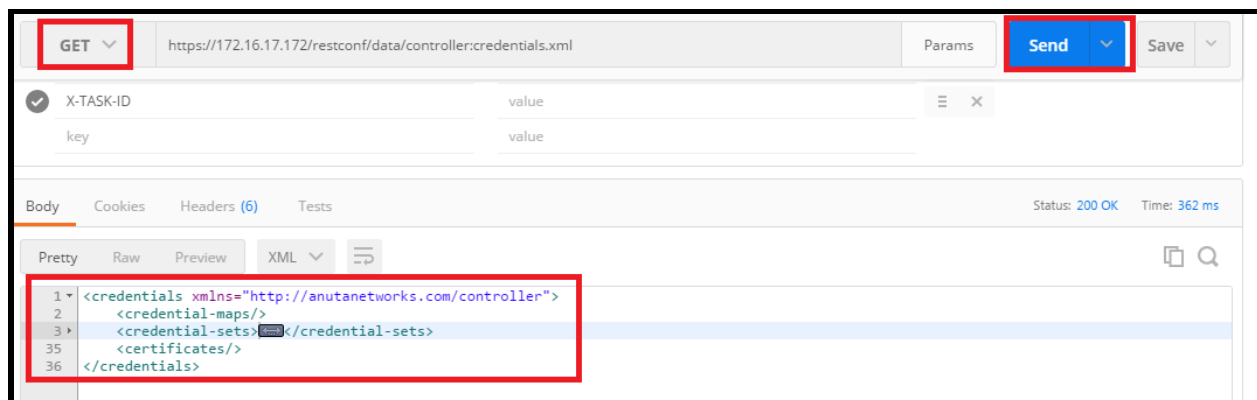 GET https://172.16.17.172/restconf/data/controller:credentials.xml Params Send Save
X-TASK-ID value
key value
Body Cookies Headers (6) Tests Status: 200 OK Time: 362 ms
Pretty Raw Preview XML
1 <credentials xmlns="http://anutanetworks.com/controller">
2 <credential-maps/>
3 <credential-sets></credential-sets>
35 <certificates/>
36 </credentials>